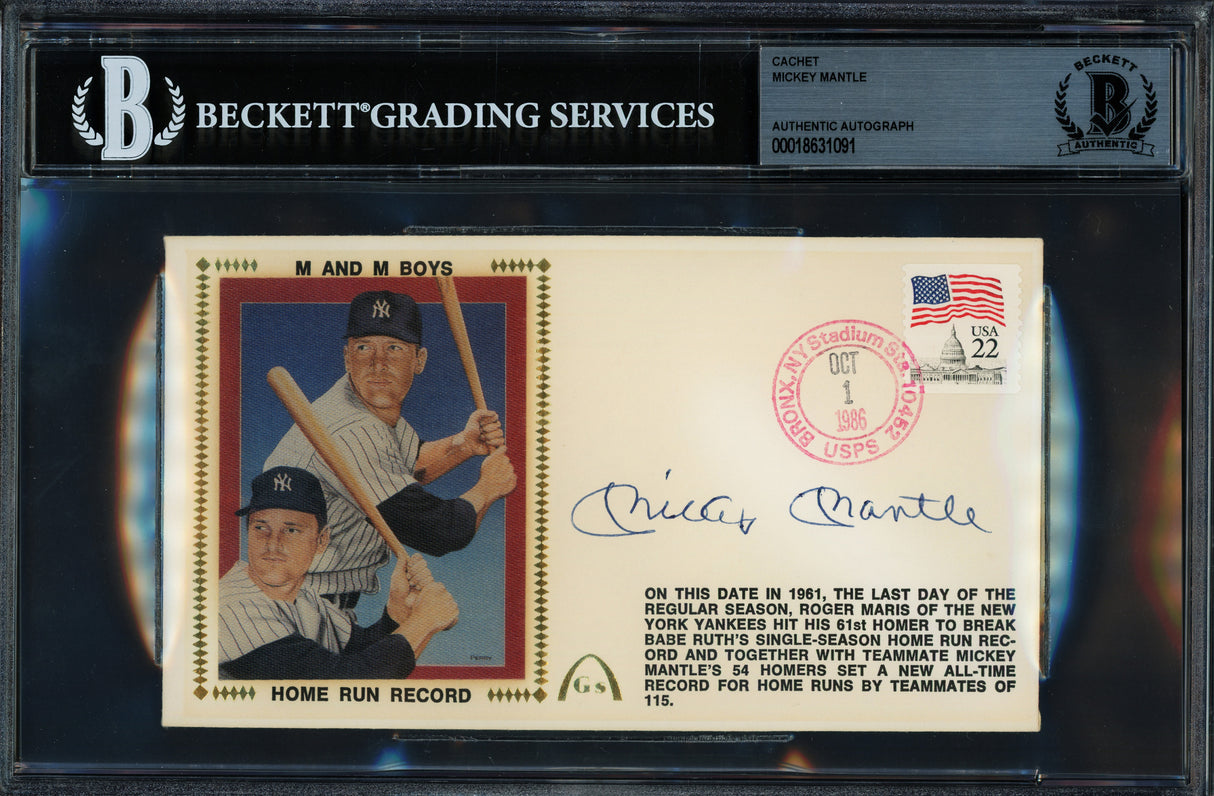 B BECKETT® GRADING SERVICES
CACHET
MICKEY MANTLE
AUTHENTIC AUTOGRAPH
00018631091
BECKETT
B
AUTHENTIC
M AND M BOYS
NY
NY
HOME RUN RECORD
Gs
USA
22
BRONX, NY Stadium Sta. 10452
OCT
1
1986
USPS
Mickey Mantle
ON THIS DATE IN 1961, THE LAST DAY OF THE
REGULAR SEASON, ROGER MARIS OF THE NEW
YORK YANKEES HIT HIS 61st HOMER TO BREAK
BABE RUTH'S SINGLE-SEASON HOME RUN REC-
ORD AND TOGETHER WITH TEAMMATE MICKEY
MANTLE'S 54 HOMERS SET A NEW ALL-TIME
RECORD FOR HOME RUNS BY TEAMMATES OF
115.